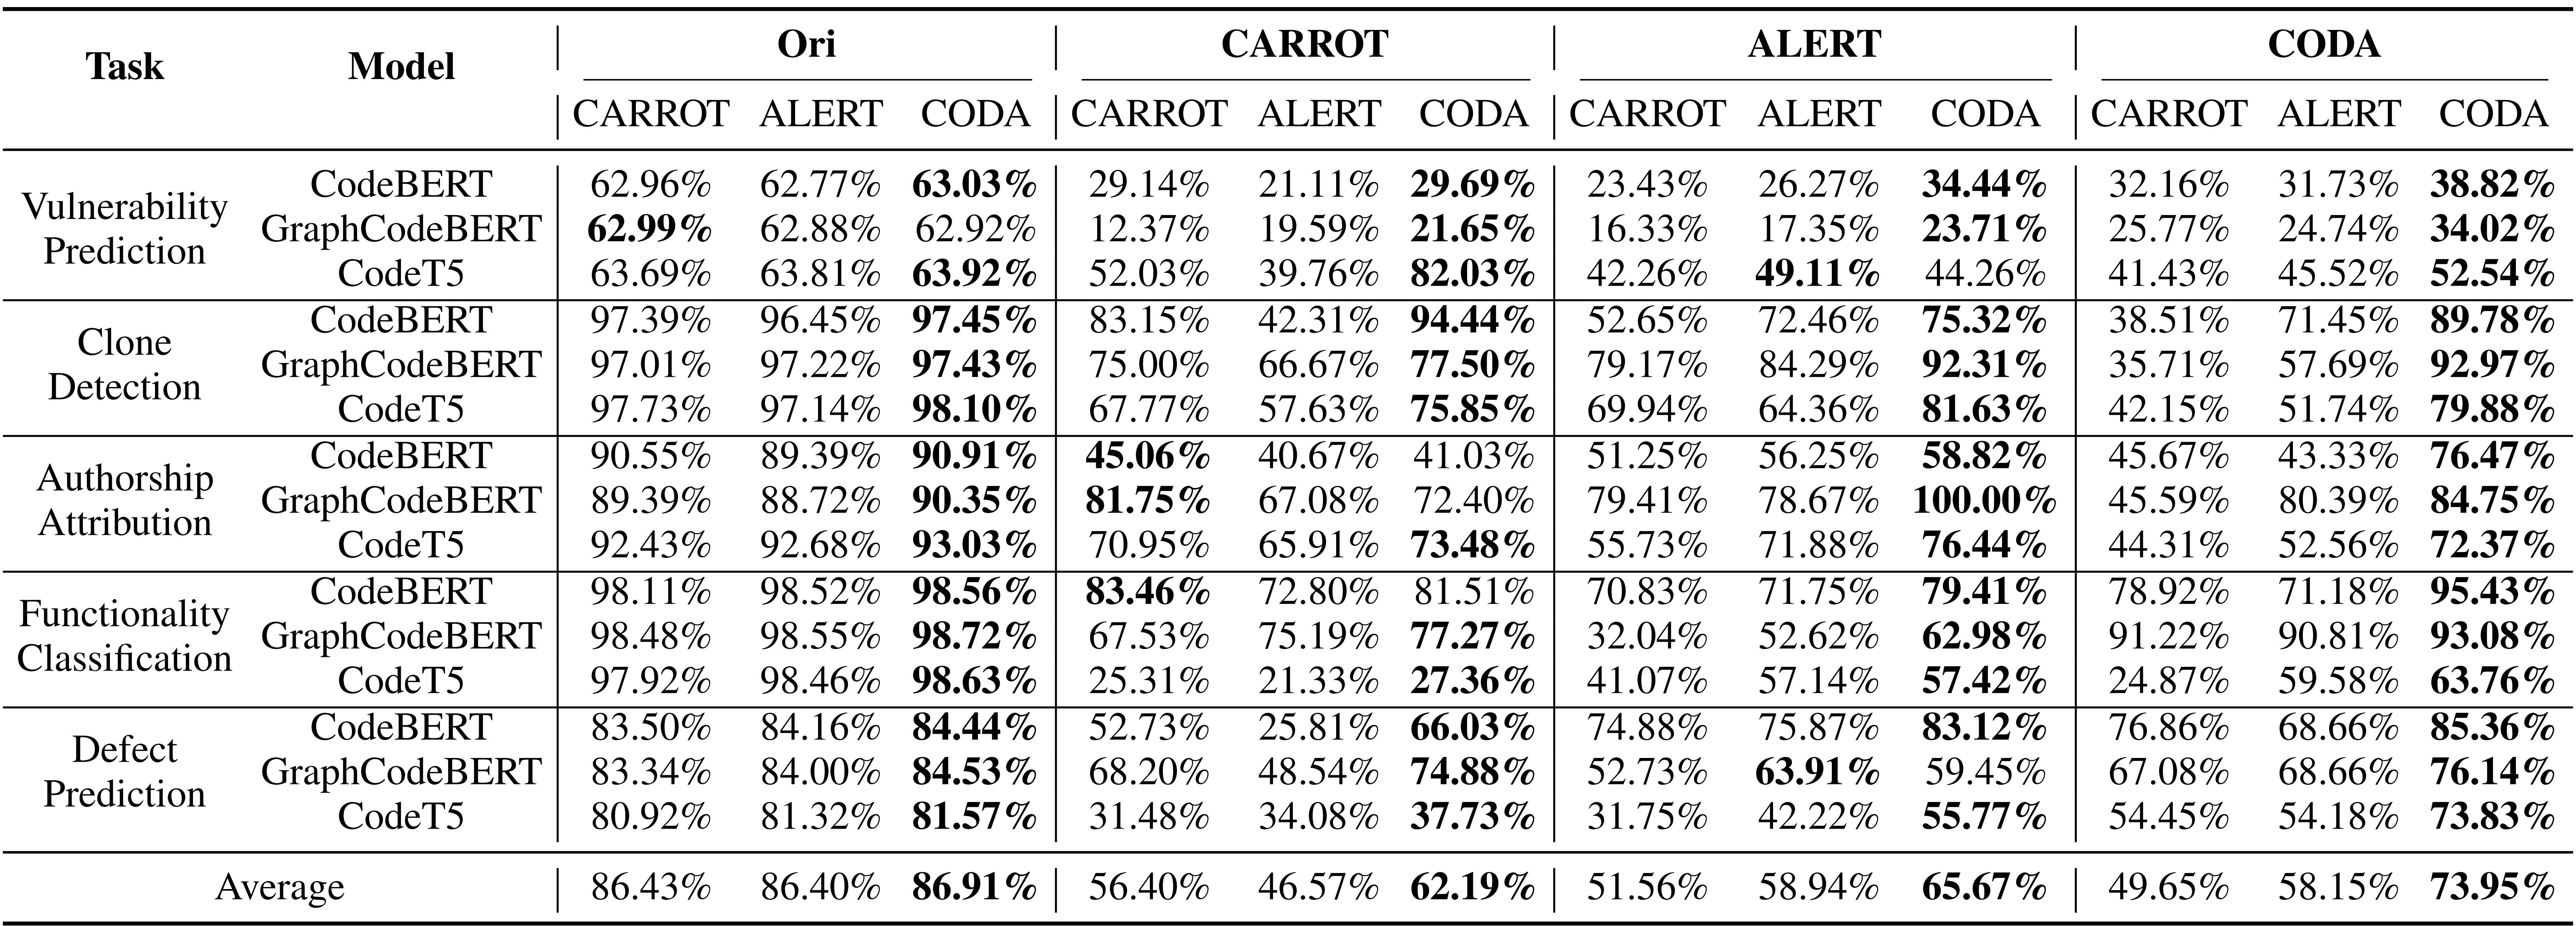 Task Model Ori CARROT ALERT CODA
CARROT ALERT CODA CARROT ALERT CODA CARROT ALERT CODA CARROT ALERT CODA
Vulnerability Prediction
CodeBERT 62.96% 62.77% 63.03% 29.14% 21.11% 29.69% 23.43% 26.27% 34.44% 32.16% 31.73% 38.82%
GraphCodeBERT 62.99% 62.88% 62.92% 12.37% 19.59% 21.65% 16.33% 17.35% 23.71% 25.77% 24.74% 34.02%
CodeT5 63.69% 63.81% 63.92% 52.03% 39.76% 82.03% 42.26% 49.11% 44.26% 41.43% 45.52% 52.54%
Clone Detection
CodeBERT 97.39% 96.45% 97.45% 83.15% 42.31% 94.44% 52.65% 72.46% 75.32% 38.51% 71.45% 89.78%
GraphCodeBERT 97.01% 97.22% 97.43% 75.00% 66.67% 77.50% 79.17% 84.29% 92.31% 35.71% 57.69% 92.97%
CodeT5 97.73% 97.14% 98.10% 67.77% 57.63% 75.85% 69.94% 64.36% 81.63% 42.15% 51.74% 79.88%
Authorship Attribution
CodeBERT 90.55% 89.39% 90.91% 45.06% 40.67% 41.03% 51.25% 56.25% 58.82% 45.67% 43.33% 76.47%
GraphCodeBERT 89.39% 88.72% 90.35% 81.75% 67.08% 72.40% 79.41% 78.67% 100.00% 45.59% 80.39% 84.75%
CodeT5 92.43% 92.68% 93.03% 70.95% 65.91% 73.48% 55.73% 71.88% 76.44% 44.31% 52.56% 72.37%
Functionality Classification
CodeBERT 98.11% 98.52% 98.56% 83.46% 72.80% 81.51% 70.83% 71.75% 79.41% 78.92% 71.18% 95.43%
GraphCodeBERT 98.48% 98.55% 98.72% 67.53% 75.19% 77.27% 32.04% 52.62% 62.98% 91.22% 90.81% 93.08%
CodeT5 97.92% 98.46% 98.63% 25.31% 21.33% 27.36% 41.07% 57.14% 57.42% 24.87% 59.58% 63.76%
Defect Prediction
CodeBERT 83.50% 84.16% 84.44% 52.73% 25.81% 66.03% 74.88% 75.87% 83.12% 76.86% 68.66% 85.36%
GraphCodeBERT 83.34% 84.00% 84.53% 68.20% 48.54% 74.88% 52.73% 63.91% 59.45% 67.08% 68.66% 76.14%
CodeT5 80.92% 81.32% 81.57% 31.48% 34.08% 37.73% 31.75% 42.22% 55.77% 54.45% 54.18% 73.83%
Average 86.43% 86.40% 86.91% 56.40% 46.57% 62.19% 51.56% 58.94% 65.67% 49.65% 58.15% 73.95%